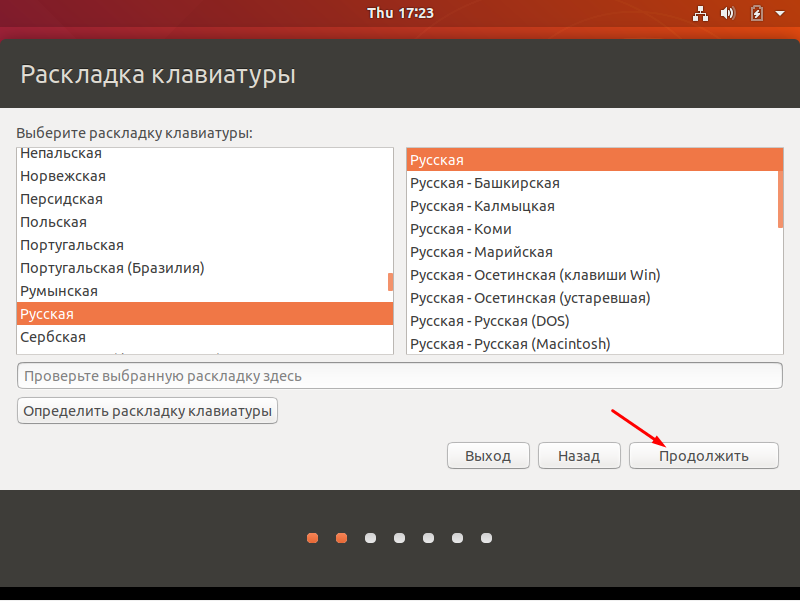 Thu 17:23
Раскладка клавиатуры
Выберите раскладку клавиатуры:
Непальская
Норвежская
Персидская
Польская
Португальская
Португальская (Бразилия)
Румынская
Русская
Сербская
Русская
Русская - Башкирская
Русская - Калмыцкая
Русская - Коми
Русская - Марийская
Русская - Осетинская (клавиши Win)
Русская - Осетинская (устаревшая)
Русская - Русская (DOS)
Русская - Русская (Macintosh)
Проверьте выбранную раскладку здесь
Определить раскладку клавиатуры
Выход
Назад
Продолжить